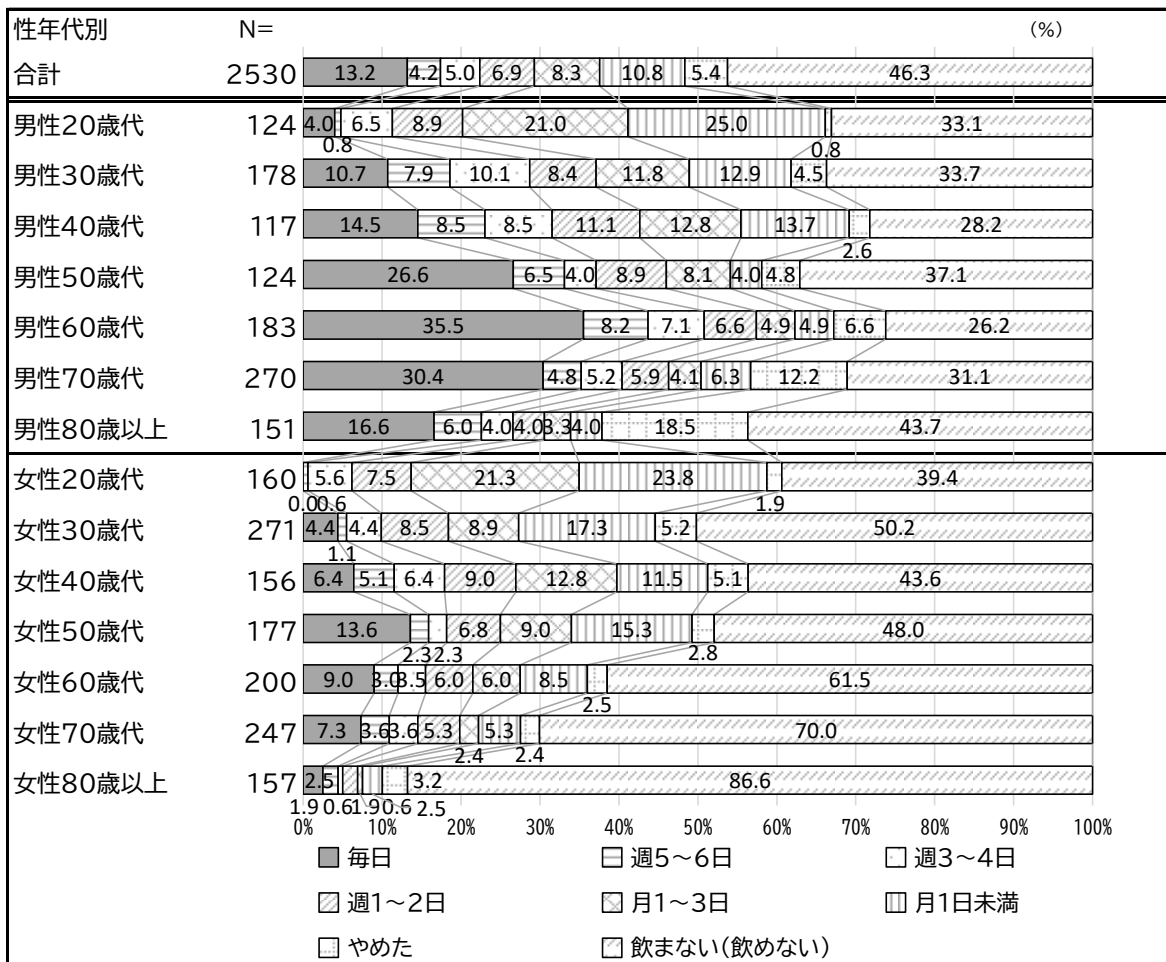 性年代別 N= (%)
合計 2530 13.2 4.2 5.0 6.9 8.3 10.8 5.4 46.3
男性20歳代 124 4.0 6.5 8.9 21.0 25.0 33.1
0.8 0.8
男性30歳代 178 10.7 7.9 10.1 8.4 11.8 12.9 4.5 33.7
男性40歳代 117 14.5 8.5 8.5 11.1 12.8 13.7 28.2
2.6
男性50歳代 124 26.6 6.5 4.0 8.9 8.1 4.0 4.8 37.1
男性60歳代 183 35.5 8.2 7.1 6.6 4.9 4.9 6.6 26.2
男性70歳代 270 30.4 4.8 5.2 5.9 4.1 6.3 12.2 31.1
男性80歳以上 151 16.6 6.0 4.0 4.0 3.3 4.0 18.5 43.7
女性20歳代 160 5.6 7.5 21.3 23.8 39.4
0.0 0.6 1.9
女性30歳代 271 4.4 4.4 8.5 8.9 17.3 5.2 50.2
1.1
女性40歳代 156 6.4 5.1 6.4 9.0 12.8 11.5 5.1 43.6
女性50歳代 177 13.6 6.8 9.0 15.3 48.0
2.3 2.3 2.8
女性60歳代 200 9.0 3.0 3.5 6.0 6.0 8.5 61.5
2.5
女性70歳代 247 7.3 3.6 3.6 5.3 5.3 70.0
2.4 2.4
女性80歳以上 157 2.5 3.2 86.6
1.9 0.6 1.9 0.6 2.5
0% 10% 20% 30% 40% 50% 60% 70% 80% 90% 100%
毎日 週5～6日 週3～4日
週1～2日 月1～3日 月1日未満
やめた 飲まない(飲めない)